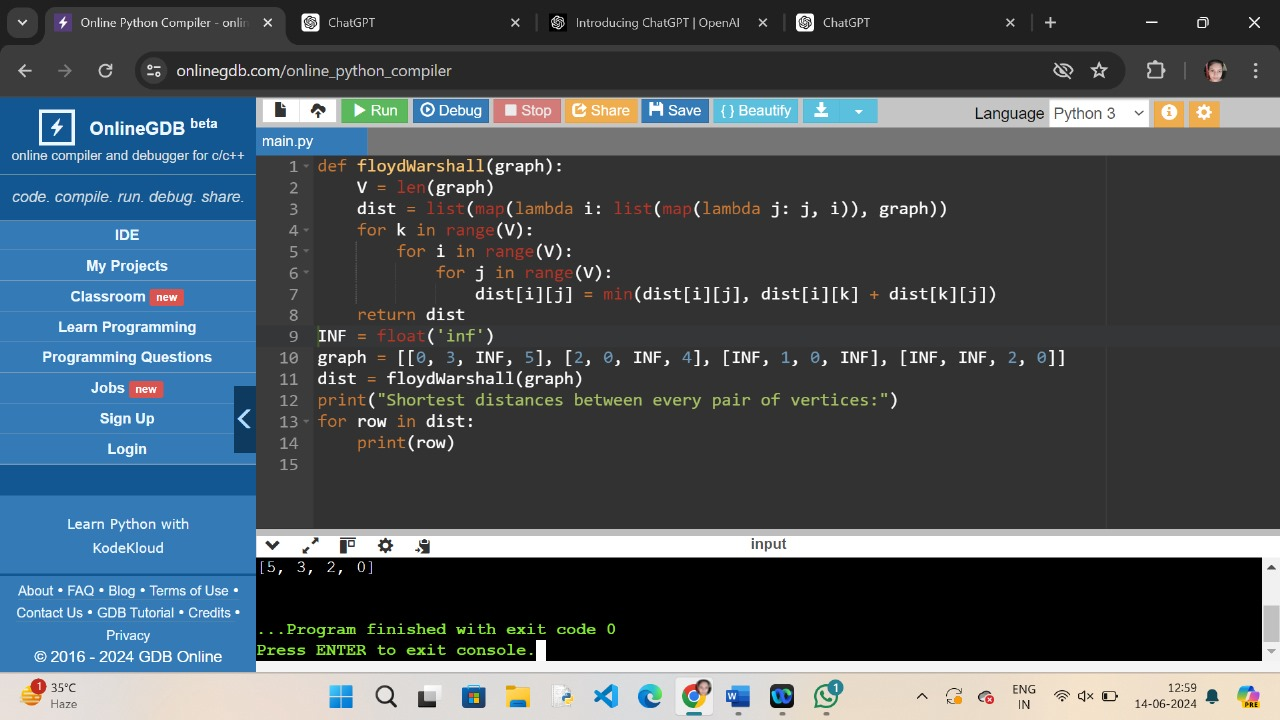 Online Python Compiler - onlin
ChatGPT
Introducing ChatGPT | OpenAI
ChatGPT
onlinegdb.com/online_python_compiler
OnlineGDB beta
online compiler and debugger for c/c++
code. compile. run. debug. share.
IDE
My Projects
Classroom new
Learn Programming
Programming Questions
Jobs new
Sign Up
Login
Learn Python with
KodeKloud
About • FAQ • Blog • Terms of Use •
Contact Us • GDB Tutorial • Credits •
Privacy
© 2016 - 2024 GDB Online
Run Debug Stop Share Save { } Beautify
Language Python 3
main.py
1 def floydWarshall(graph):
2     V = len(graph)
3     dist = list(map(lambda i: list(map(lambda j: j, i)), graph))
4     for k in range(V):
5         for i in range(V):
6             for j in range(V):
7                 dist[i][j] = min(dist[i][j], dist[i][k] + dist[k][j])
8     return dist
9 INF = float('inf')
10 graph = [[0, 3, INF, 5], [2, 0, INF, 4], [INF, 1, 0, INF], [INF, INF, 2, 0]]
11 dist = floydWarshall(graph)
12 print("Shortest distances between every pair of vertices:")
13 for row in dist:
14     print(row)
15
input
[5, 3, 2, 0]
...Program finished with exit code 0
Press ENTER to exit console.
1
35°C
Haze
W
1
ENG
IN
12:59
14-06-2024
PRE